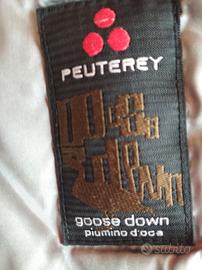 PEUTEREY
goose down
piumino d'oca
subito